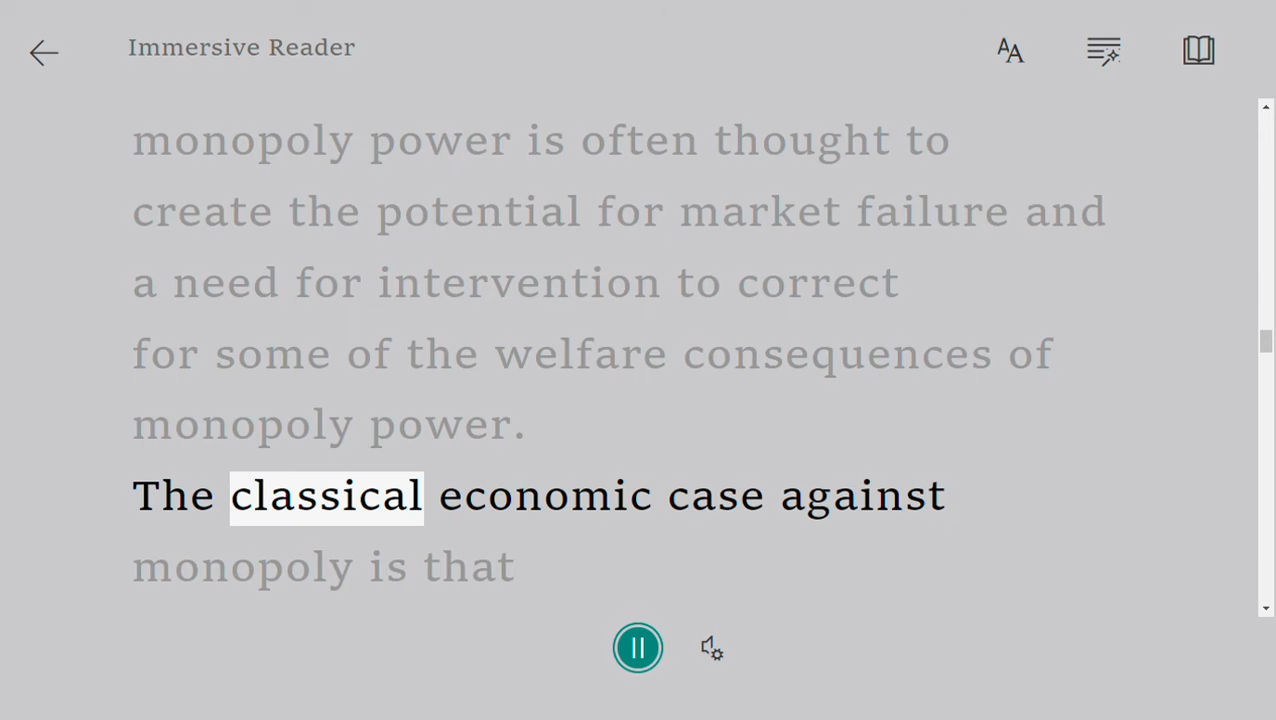 Immersive Reader
monopoly power is often thought to
create the potential for market failure and
a need for intervention to correct
for some of the welfare consequences of
monopoly power.
The classical economic case against
monopoly is that